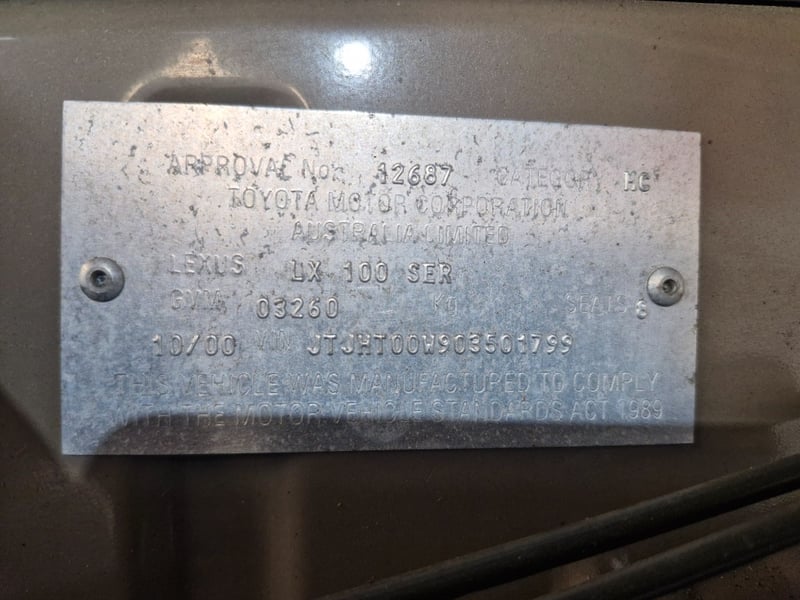 APPROVAL No. 12687 CATEGORY MC
TOYOTA MOTOR CORPORATION
AUSTRALIA LIMITED
LEXUS LX 100 SER
GVM 03260 Kg SEATS 8
10/00 VIN JTJHT00W903501799
THIS VEHICLE WAS MANUFACTURED TO COMPLY
WITH THE MOTOR VEHICLE STANDARDS ACT 1989